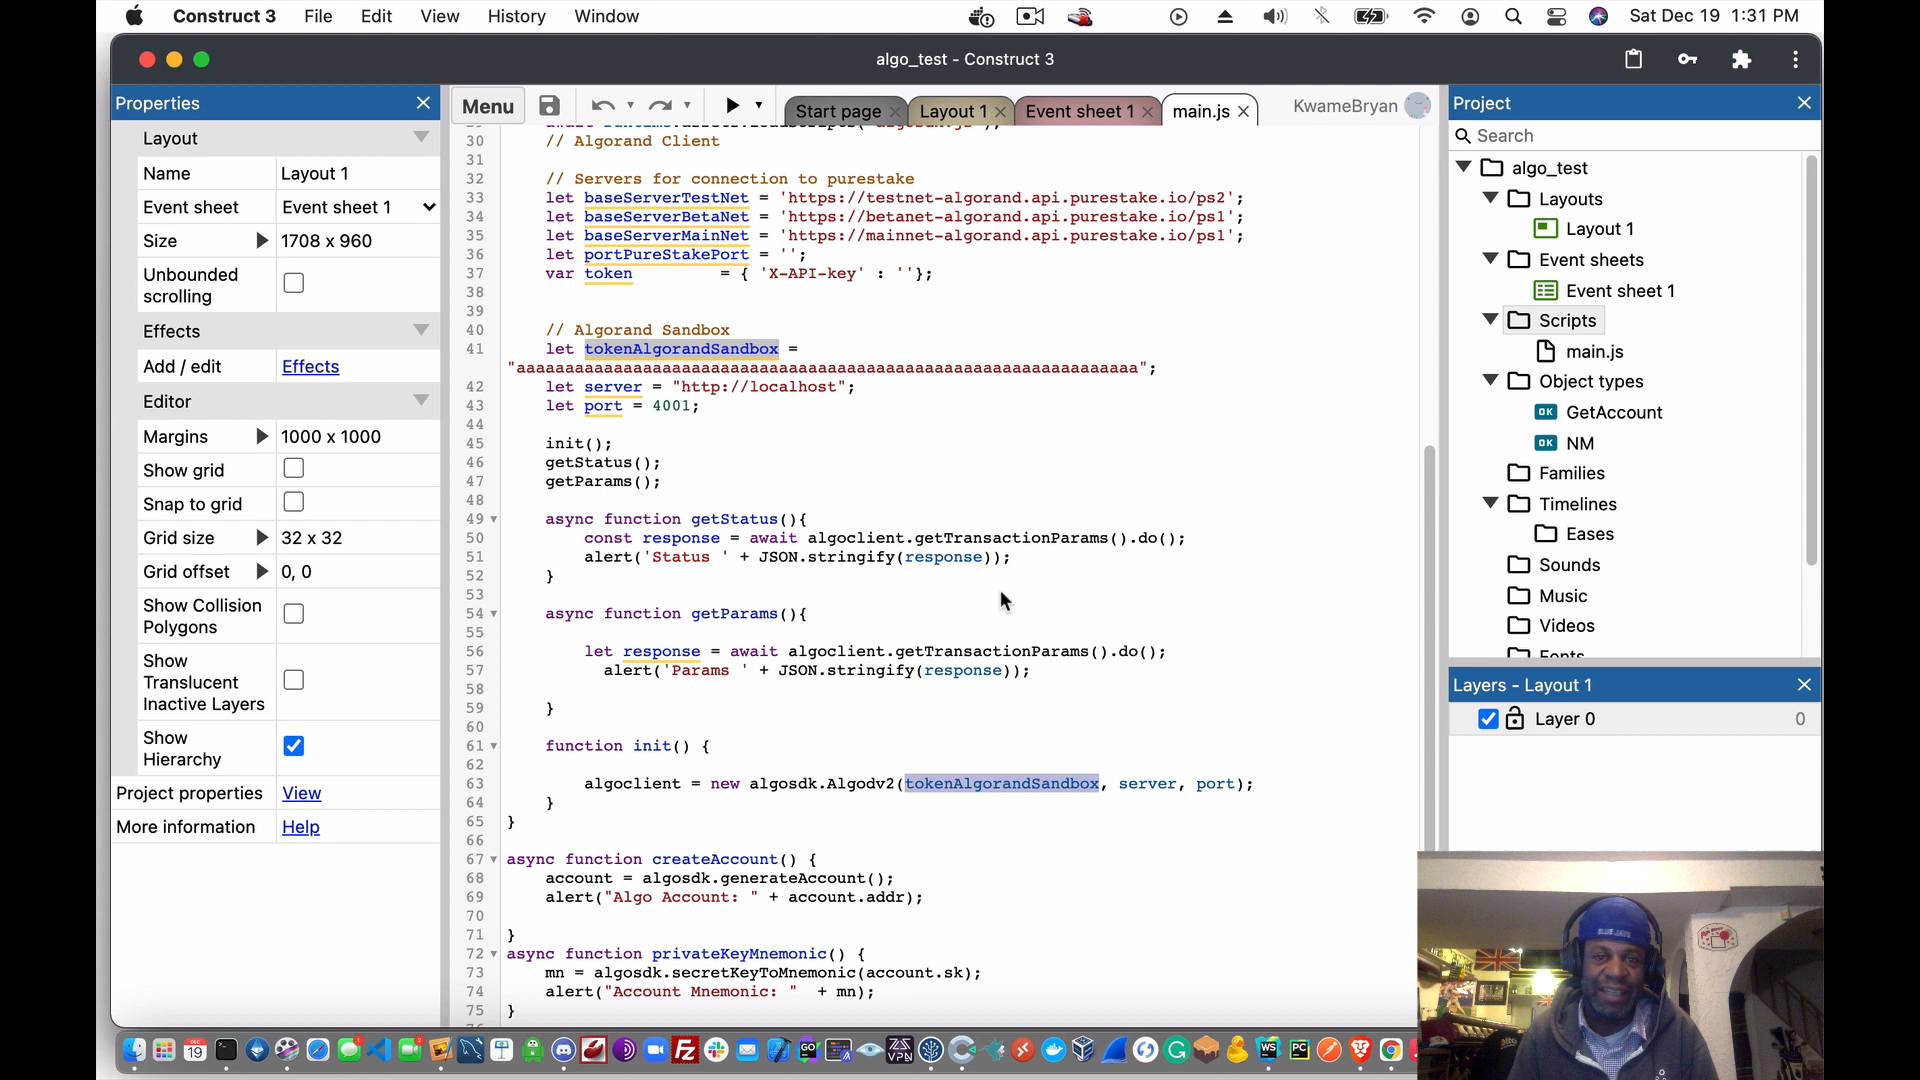 Construct 3 File Edit View History Window Sat Dec 19 1:31 PM
algo_test - Construct 3
Properties
Layout
Name Layout 1
Event sheet Event sheet 1
Size 1708 x 960
Unbounded
scrolling
Effects
Add / edit Effects
Editor
Margins 1000 x 1000
Show grid
Snap to grid
Grid size 32 x 32
Grid offset 0, 0
Show Collision
Polygons
Show
Translucent
Inactive Layers
Show
Hierarchy
Project properties View
More information Help
Menu Start page Layout 1 Event sheet 1 main.js KwameBryan
30 // Algorand Client
31
32 // Servers for connection to purestake
33 let baseServerTestNet = 'https://testnet-algorand.api.purestake.io/ps2';
34 let baseServerBetaNet = 'https://betanet-algorand.api.purestake.io/ps1';
35 let baseServerMainNet = 'https://mainnet-algorand.api.purestake.io/ps1';
36 let portPureStakePort = '';
37 var token = { 'X-API-key' : ''};
38
39
40 // Algorand Sandbox
41 let tokenAlgorandSandbox =
"aaaaaaaaaaaaaaaaaaaaaaaaaaaaaaaaaaaaaaaaaaaaaaaaaaaaaaaaaaaaaaaa";
42 let server = "http://localhost";
43 let port = 4001;
44
45 init();
46 getStatus();
47 getParams();
48
49 async function getStatus(){
50 const response = await algoclient.getTransactionParams().do();
51 alert('Status ' + JSON.stringify(response));
52 }
53
54 async function getParams(){
55
56 let response = await algoclient.getTransactionParams().do();
57 alert('Params ' + JSON.stringify(response));
58
59 }
60
61 function init() {
62
63 algoclient = new algosdk.Algodv2(tokenAlgorandSandbox, server, port);
64 }
65 }
66
67 async function createAccount() {
68 account = algosdk.generateAccount();
69 alert("Algo Account: " + account.addr);
70
71 }
72 async function privateKeyMnemonic() {
73 mn = algosdk.secretKeyToMnemonic(account.sk);
74 alert("Account Mnemonic: " + mn);
75 }
Project
Search
algo_test
Layouts
Layout 1
Event sheets
Event sheet 1
Scripts
main.js
Object types
OK GetAccount
OK NM
Families
Timelines
Eases
Sounds
Music
Videos
Fonts
Layers - Layout 1
Layer 0 0
BLUE JAYS
DEC
19
FZ
GO
VPN
WS
PC